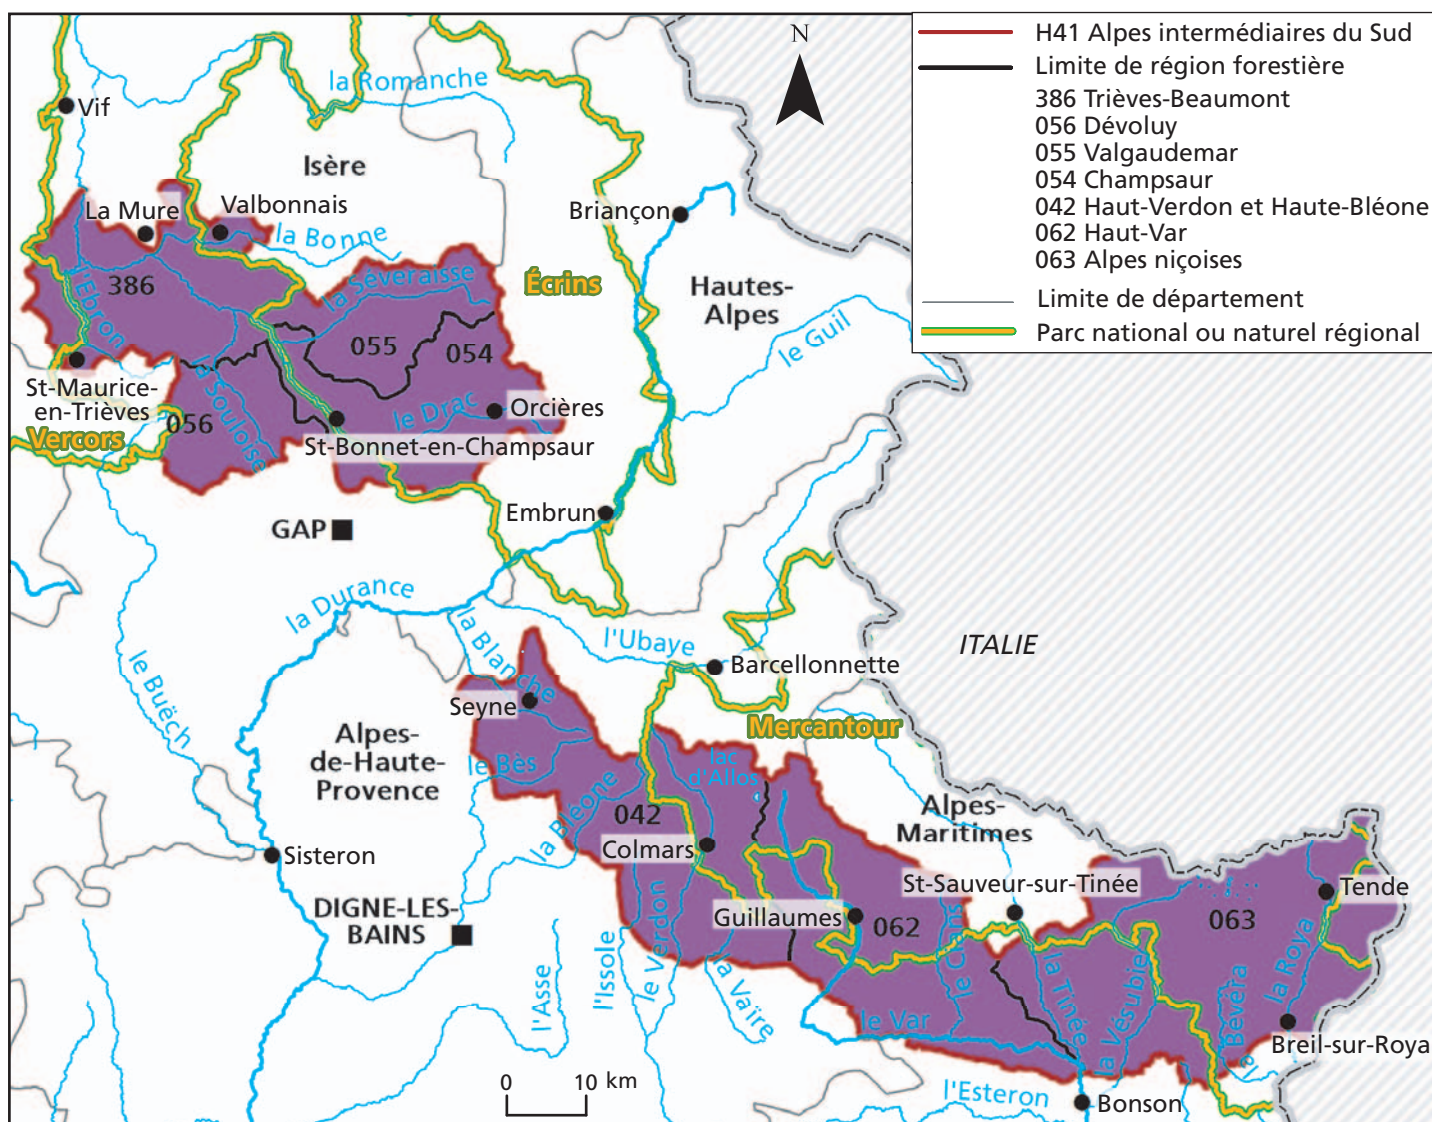 H41 Alpes intermédiaires du Sud
Limite de région forestière
386 Trièves-Beaumont
056 Dévoluy
055 Valgaudemar
054 Champsaur
042 Haut-Verdon et Haute-Bléone
062 Haut-Var
063 Alpes niçoises
Limite de département
Parc national ou naturel régional
N
la Romanche
Vif
Isère
La Mure
Valbonnais
la Bonne
Briançon
386
l'Ebron
la Séveraisse
Écrins
Hautes-
Alpes
le Guil
055
054
St-Maurice-
en-Trièves
la Souloise
056
le Drac
Orcières
Vercors
St-Bonnet-en-Champsaur
GAP
Embrun
la Durance
la Blanche
l'Ubaye
Barcellonnette
ITALIE
le Buëch
Seyne
Mercantour
Alpes-
de-Haute-
Provence
le Bès
lac
d'Allos
la Bléone
042
Alpes-
Maritimes
Colmars
Sisteron
St-Sauveur-sur-Tinée
Tende
DIGNE-LES-
BAINS
Guillaumes
062
063
l'Asse
l'Issole
le Verdon
la Vaïre
le Cians
la Tinée
la Vésubie
la Bévéra
la Roya
le Var
Breil-sur-Roya
0 10 km
l'Esteron
Bonson